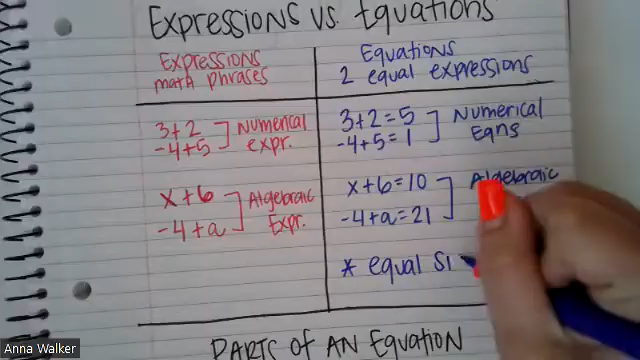 Expressions vs. Equations
Expressions
math phrases
Equations
2 equal expressions
3+2
-4+5
Numerical
expr.
3+2=5
-4+5=1
Numerical
Eqns
x+6
-4+a
Algebraic
Expr.
x+6=10
-4+a=21
Algebraic
* equal si
PARTS OF AN Equation
Anna Walker